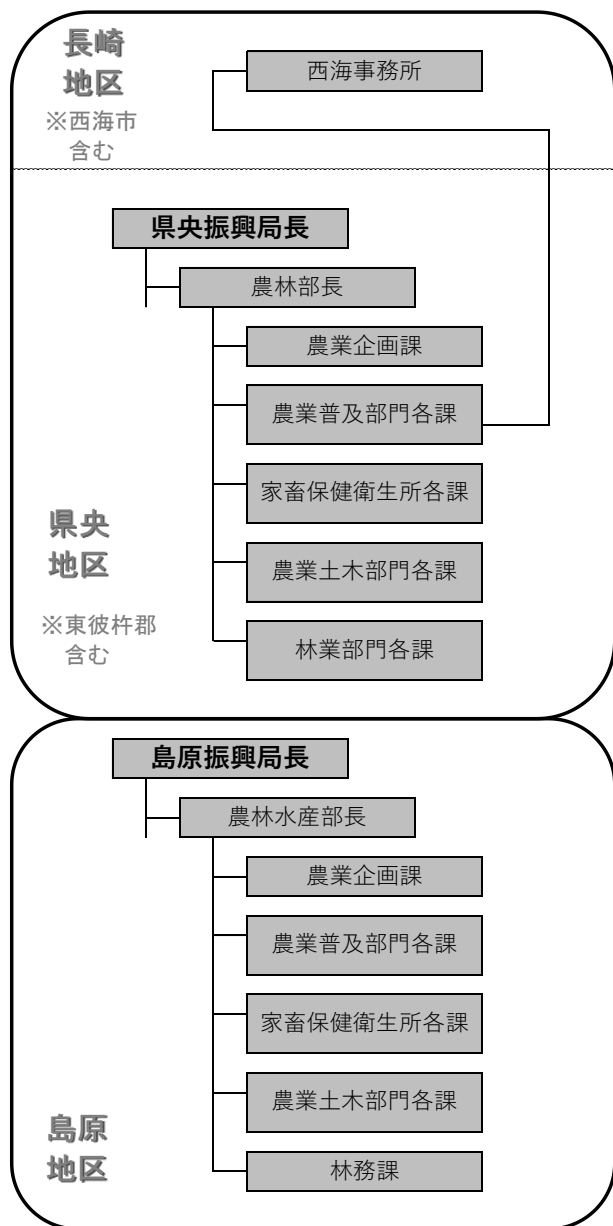 長崎
地区
※西海市
含む
西海事務所
県央振興局長
農林部長
農業企画課
農業普及部門各課
家畜保健衛生所各課
農業土木部門各課
林業部門各課
県央
地区
※東彼杵郡
含む
島原振興局長
農林水産部長
農業企画課
農業普及部門各課
家畜保健衛生所各課
農業土木部門各課
林務課
島原
地区